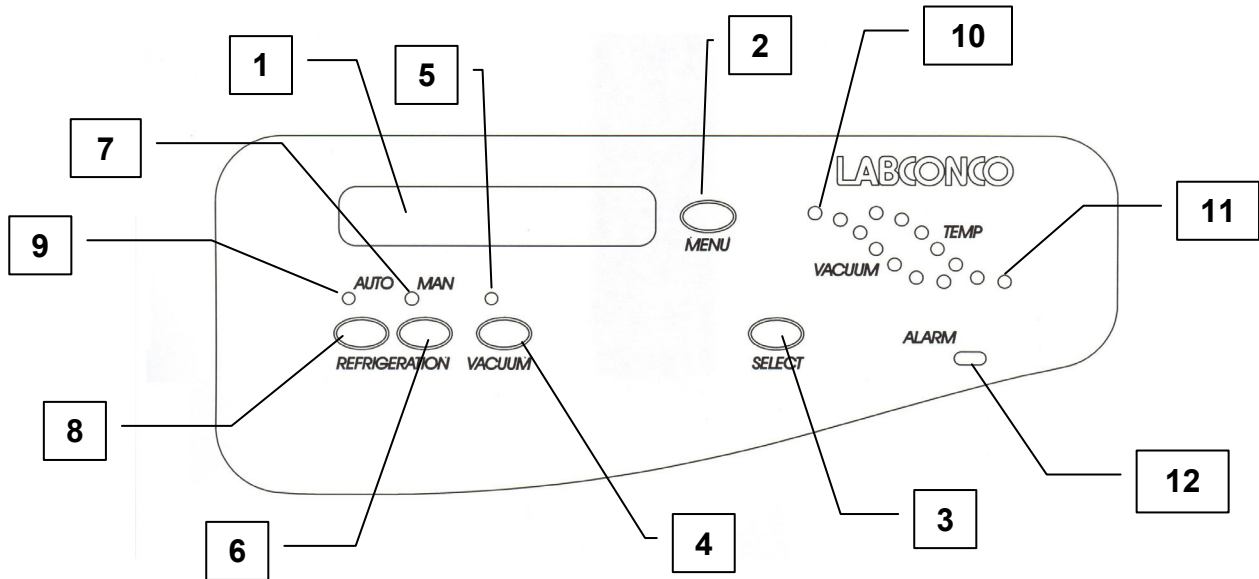 10
2
5
1
7
LABCONCO
11
9
TEMP
MENU
VACUUM
AUTO MAN
ALARM
REFRIGERATION VACUUM
SELECT
8
12
3
4
6